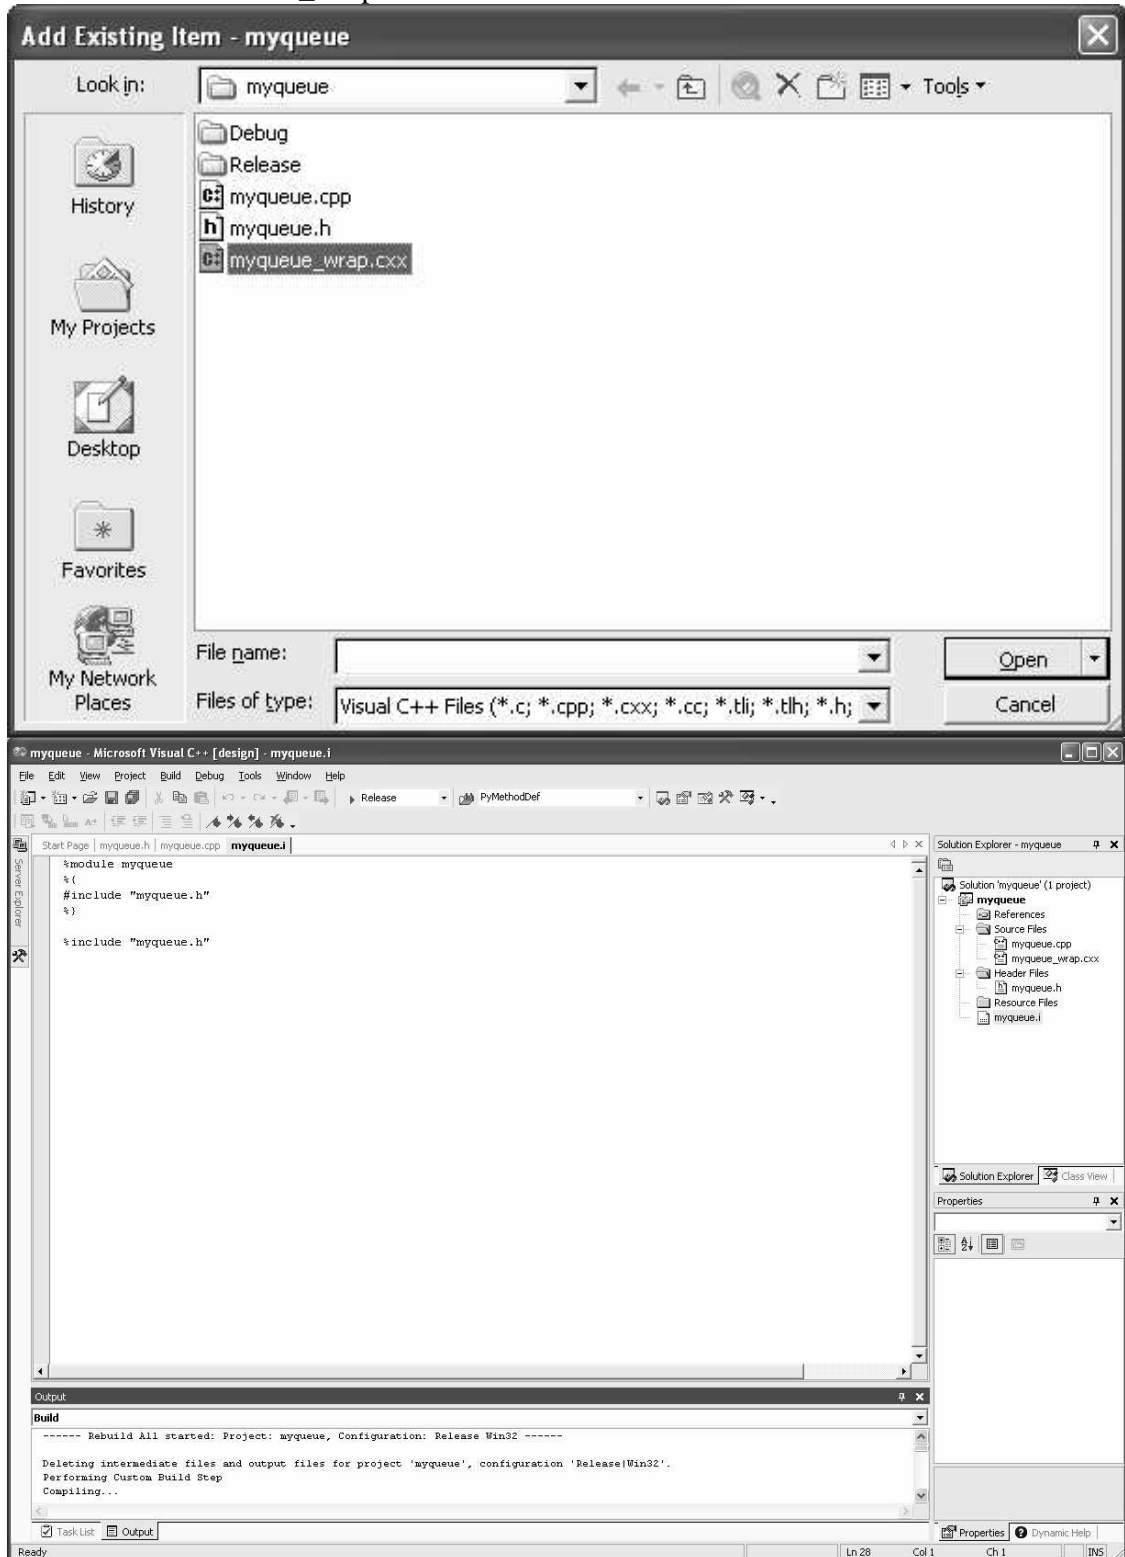 Add Existing Item - myqueue
Look in:
myqueue
Tools
Debug
Release
myqueue.cpp
myqueue.h
myqueue_wrap.cxx
History
My Projects
Desktop
Favorites
My Network
Places
File name:
Open
Files of type:
Visual C++ Files (*.c; *.cpp; *.cxx; *.cc; *.tli; *.tlh; *.h;
Cancel
myqueue - Microsoft Visual C++ [design] - myqueue.i
File Edit View Project Build Debug Tools Window Help
Release PyMethodDef
Server Explorer
Start Page myqueue.h myqueue.cpp myqueue.i
%module myqueue
%{
#include "myqueue.h"
%}
%include "myqueue.h"
Solution Explorer - myqueue
Solution 'myqueue' (1 project)
myqueue
References
Source Files
myqueue.cpp
myqueue_wrap.cxx
Header Files
myqueue.h
Resource Files
myqueue.i
Solution Explorer Class View
Properties
Output
Build
------ Rebuild All started: Project: myqueue, Configuration: Release Win32 ------
Deleting intermediate files and output files for project 'myqueue', configuration 'Release|Win32'.
Performing Custom Build Step
Compiling...
Task List Output
Properties Dynamic Help
Ready Ln 28 Col 1 Ch 1 INS